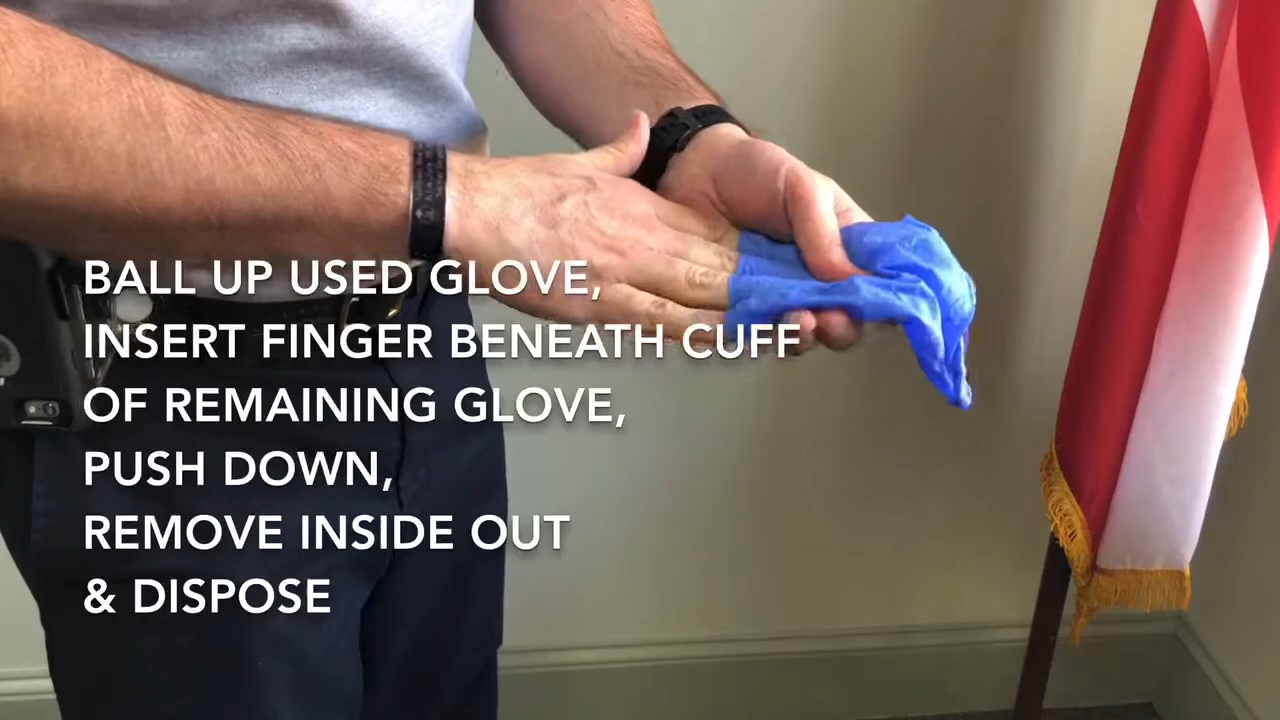 BALL UP USED GLOVE,
INSERT FINGER BENEATH CUFF
OF REMAINING GLOVE,
PUSH DOWN,
REMOVE INSIDE OUT
& DISPOSE